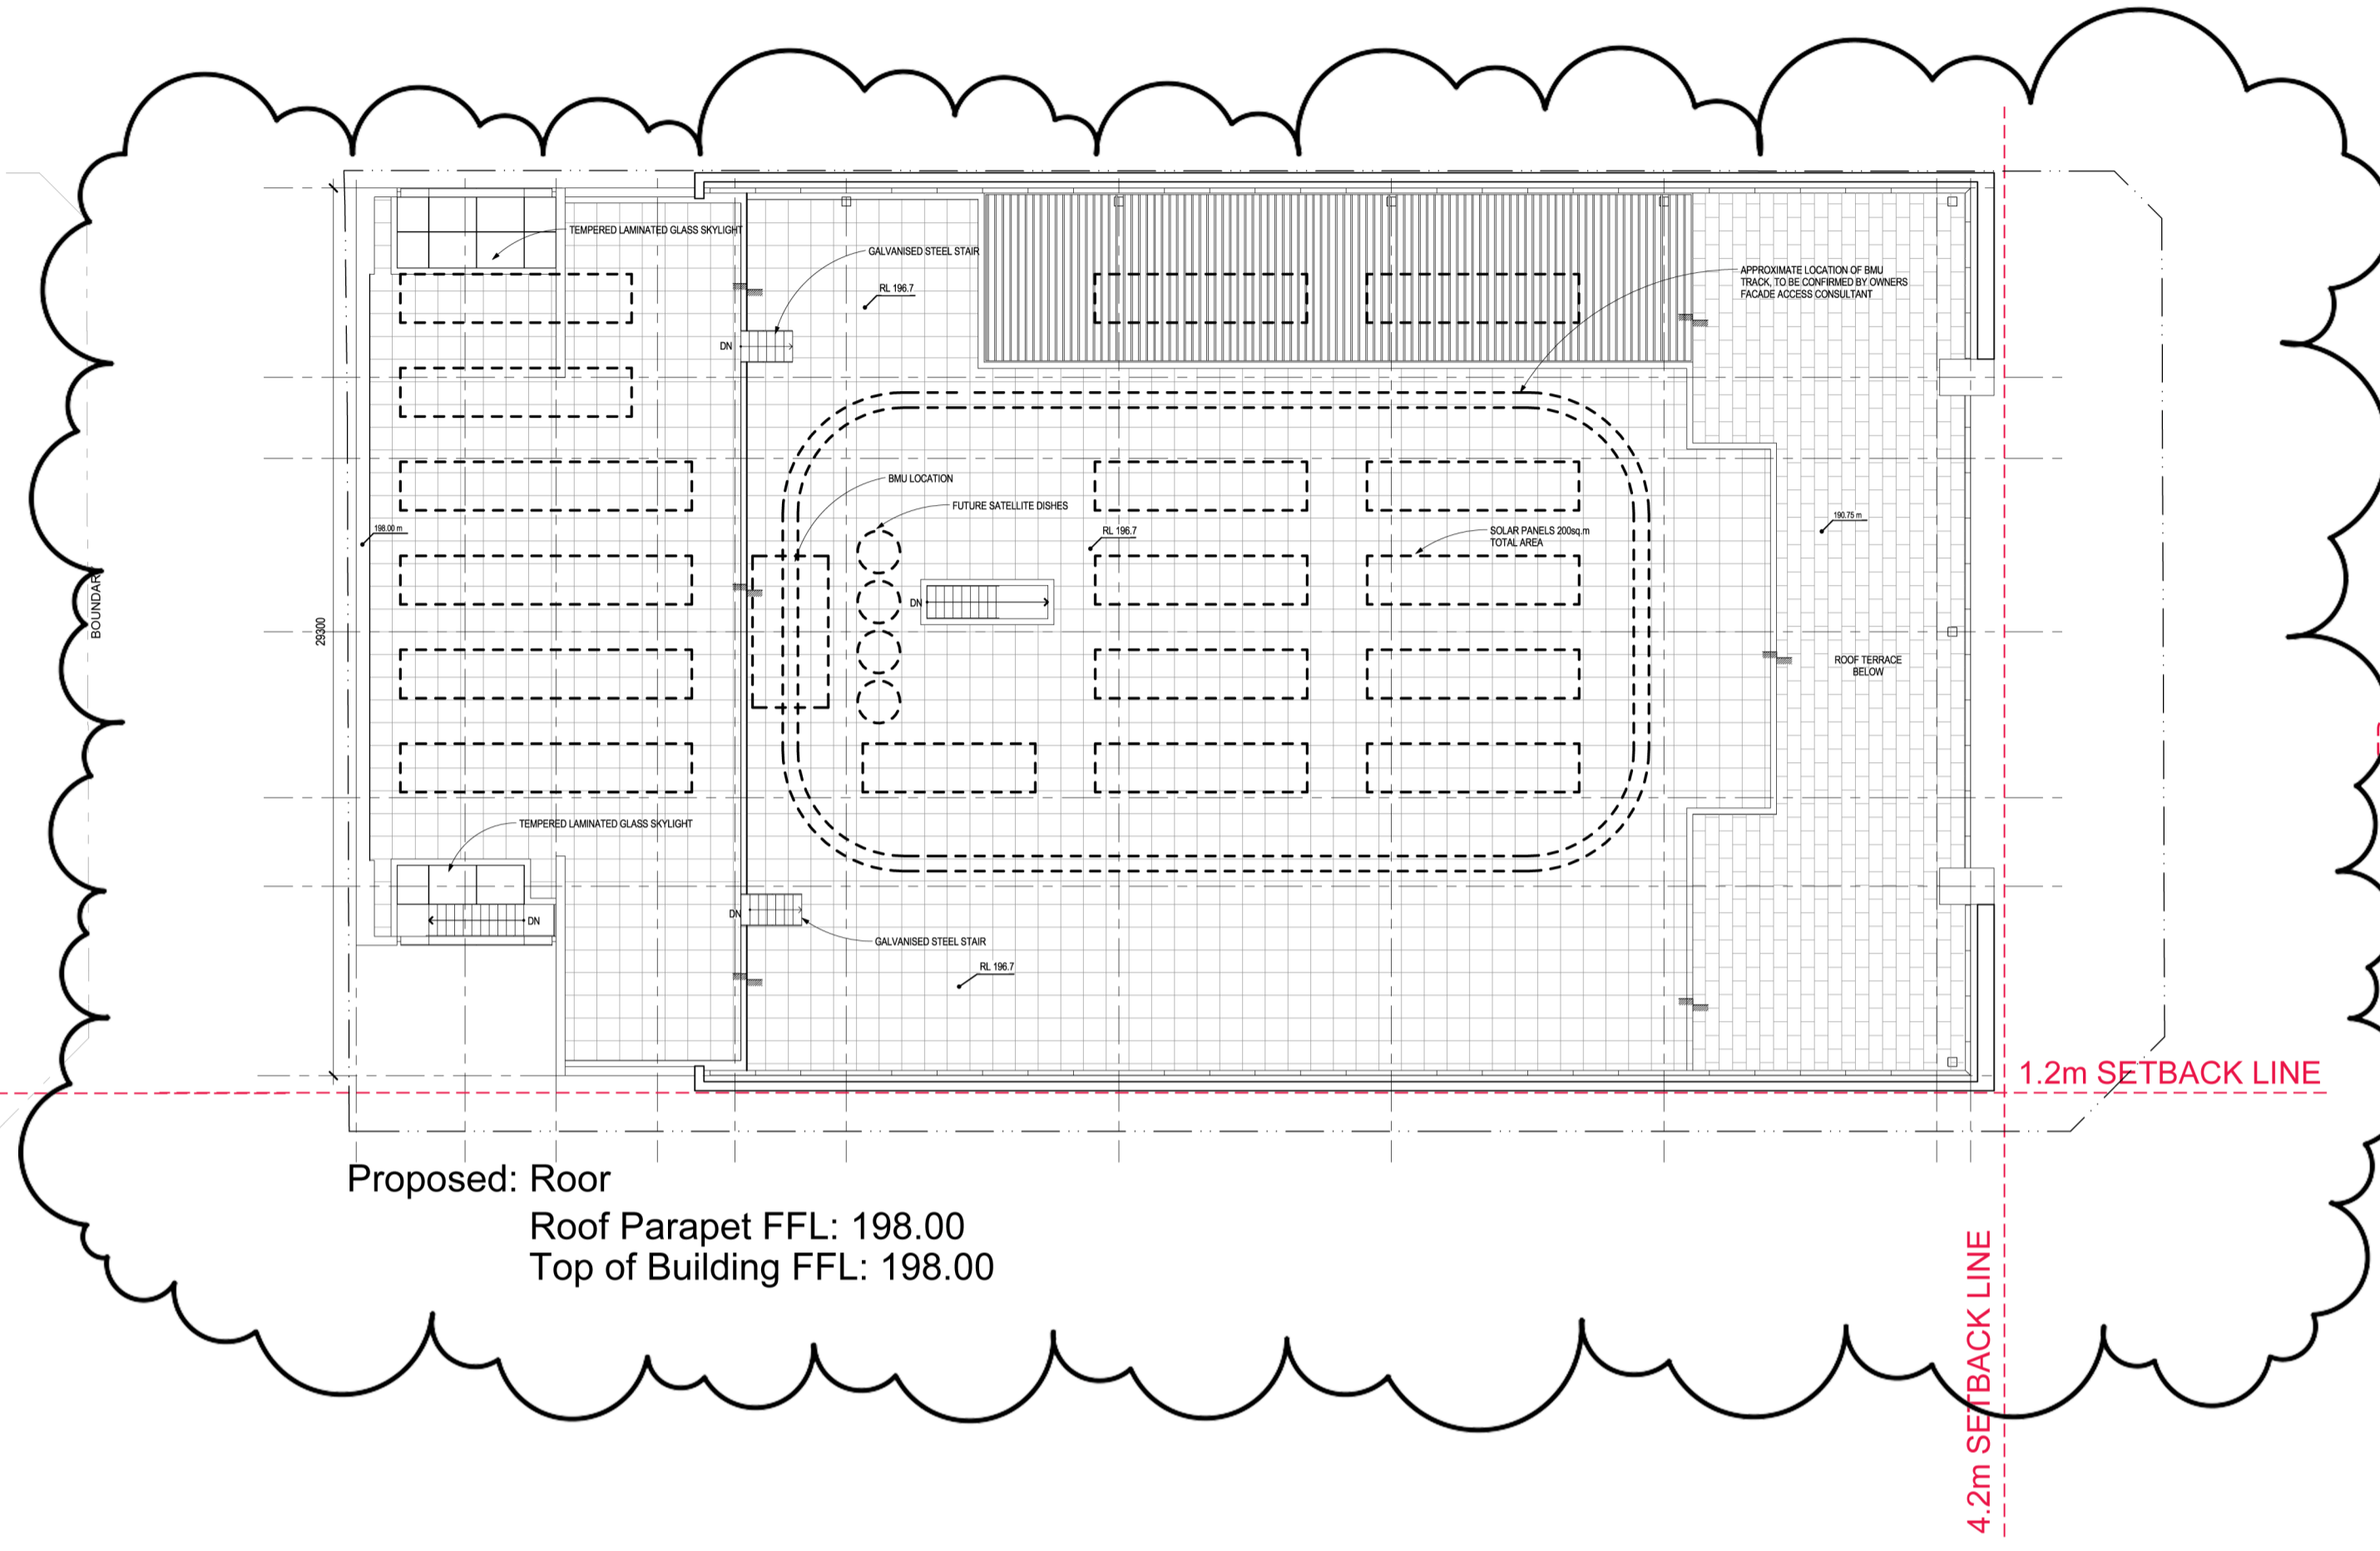 TEMPERED LAMINATED GLASS SKYLIGHT
GALVANISED STEEL STAIR
RL 196.7
DN
APPROXIMATE LOCATION OF BMU
TRACK, TO BE CONFIRMED BY OWNERS
FACADE ACCESS CONSULTANT
BMU LOCATION
FUTURE SATELLITE DISHES
198.00 m
RL 196.7
SOLAR PANELS 200sq.m
TOTAL AREA
190.75 m
BOUNDARY
29300
DN
ROOF TERRACE
BELOW
TEMPERED LAMINATED GLASS SKYLIGHT
DN
DN
GALVANISED STEEL STAIR
RL 196.7
1.2m SETBACK LINE
4.2m SETBACK LINE
Proposed: Roor
Roof Parapet FFL: 198.00
Top of Building FFL: 198.00